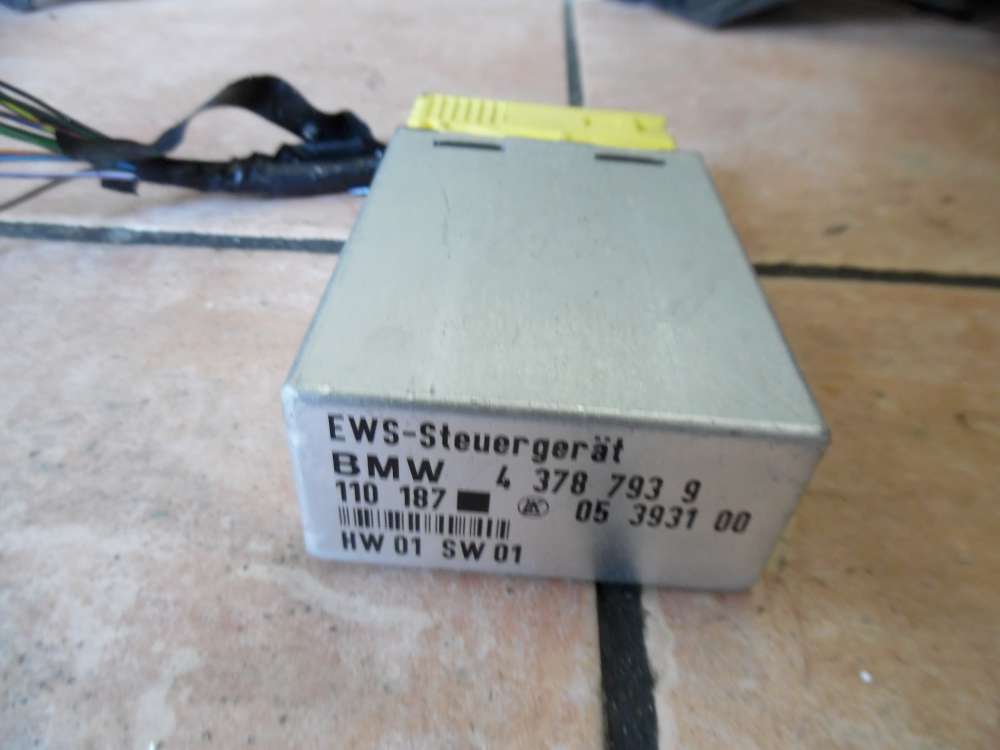 EWS-Steuergerät
BMW 4 378 793 9
110 187 05 3931 00
HW 01 SW 01